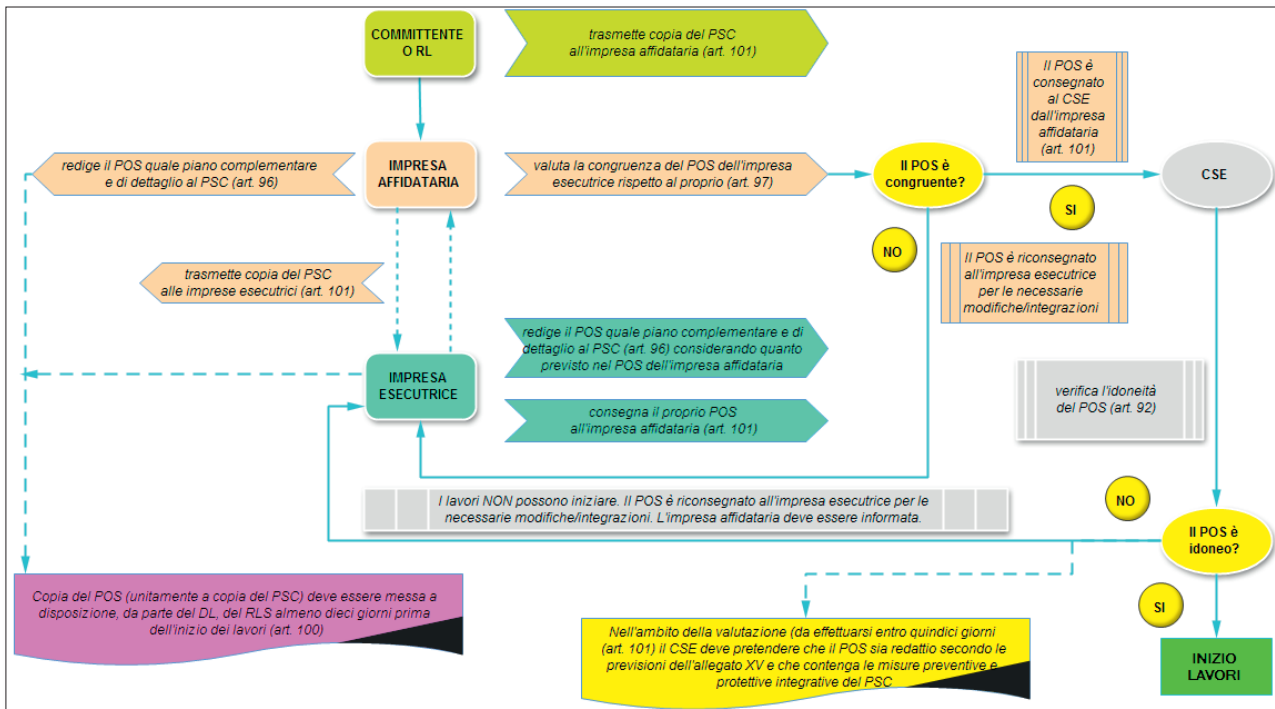 COMMITTENTE
O RL
trasmette copia del PSC
all'impresa affidataria (art. 101)
Il POS è
consegnato
al CSE
dall'impresa
affidataria
(art. 101)
redige il POS quale piano complementare
e di dettaglio al PSC (art. 96)
IMPRESA
AFFIDATARIA
valuta la congruenza del POS dell'impresa
esecutrice rispetto al proprio (art. 97)
Il POS è
congruente?
CSE
SI
NO
Il POS è riconsegnato
all'impresa esecutrice
per le necessarie
modifiche/integrazioni
trasmette copia del PSC
alle imprese esecutrici (art. 101)
redige il POS quale piano complementare e di
dettaglio al PSC (art. 96) considerando quanto
previsto nel POS dell'impresa affidataria
IMPRESA
ESECUTRICE
consegna il proprio POS
all'impresa affidataria (art. 101)
verifica l'idoneità
del POS (art. 92)
I lavori NON possono iniziare. Il POS è riconsegnato all'impresa esecutrice per le
necessarie modifiche/integrazioni. L'impresa affidataria deve essere informata.
NO
Il POS è
idoneo?
Copia del POS (unitamente a copia del PSC) deve essere messa a
disposizione, da parte del DL, del RLS almeno dieci giorni prima
dell'inizio dei lavori (art. 100)
SI
Nell'ambito della valutazione (da effettuarsi entro quindici giorni
(art. 101) il CSE deve pretendere che il POS sia redattio secondo le
previsioni dell'allegato XV e che contenga le misure preventive e
protettive integrative del PSC
INIZIO
LAVORI